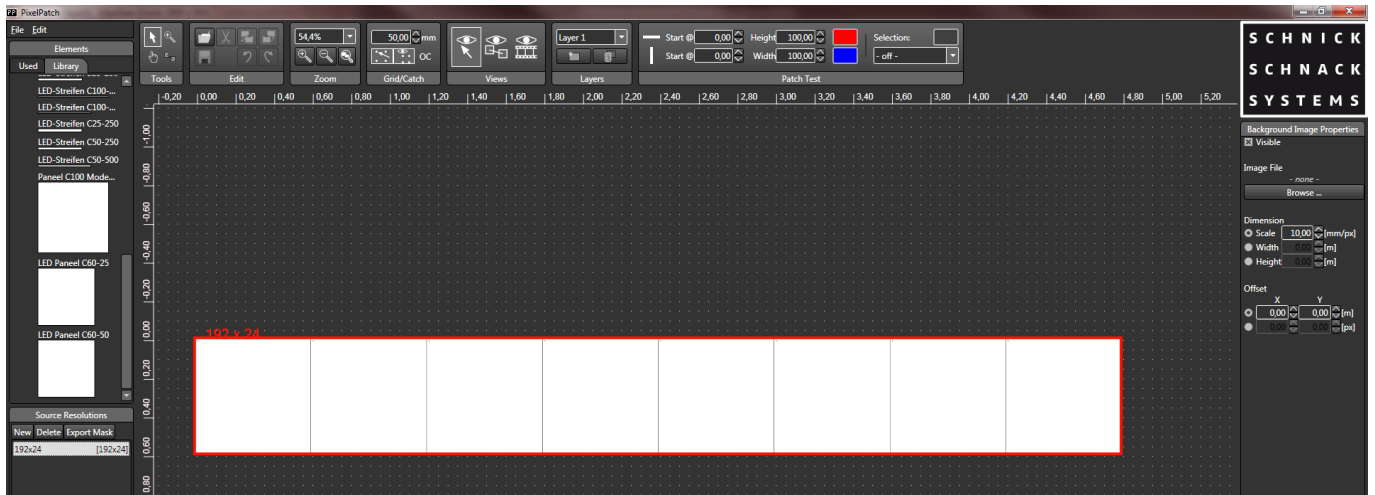 PP PixelPatch
File Edit
Elements
Used Library
LED-Streifen C100-...
LED-Streifen C100-...
LED-Streifen C25-250
LED-Streifen C50-250
LED-Streifen C50-500
Paneel C100 Mode...
LED Paneel C60-25
LED Paneel C60-50
Source Resolutions
New Delete Export Mask
192x24 [192x24]
Tools
Edit
54,4%
Zoom
50,00 mm
OC
Grid/Catch
Views
Layer 1
Layers
Start @ 0,00 Height 100,00 Selection:
Start @ 0,00 Width 100,00 - off -
Patch Test
-0,20 0,00 0,20 0,40 0,60 0,80 1,00 1,20 1,40 1,60 1,80 2,00 2,20 2,40 2,60 2,80 3,00 3,20 3,40 3,60 3,80 4,00 4,20 4,40 4,60 4,80 5,00 5,20
-1,00
-0,80
-0,60
-0,40
-0,20
0,00
0,20
0,40
0,60
0,80
192 x 24
SCHNICK
SCHNACK
SYSTEMS
Background Image Properties
Visible
Image File
- none -
Browse ...
Dimension
Scale 10,00 [mm/px]
Width 0,00 [m]
Height 0,00 [m]
Offset
X Y
0,00 0,00 [m]
0,00 0,00 [px]